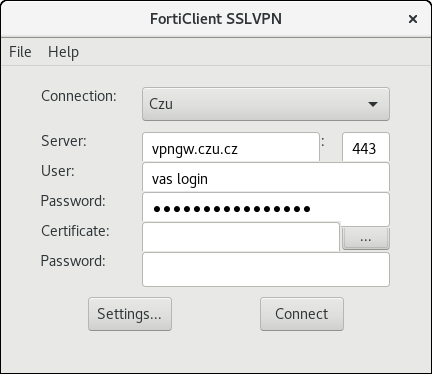 FortiClient SSLVPN ×
File Help
Connection: Czu
Server: vpngw.czu.cz : 443
User: vas login
Password: ••••••••••••••••
Certificate: ...
Password:
Settings... Connect